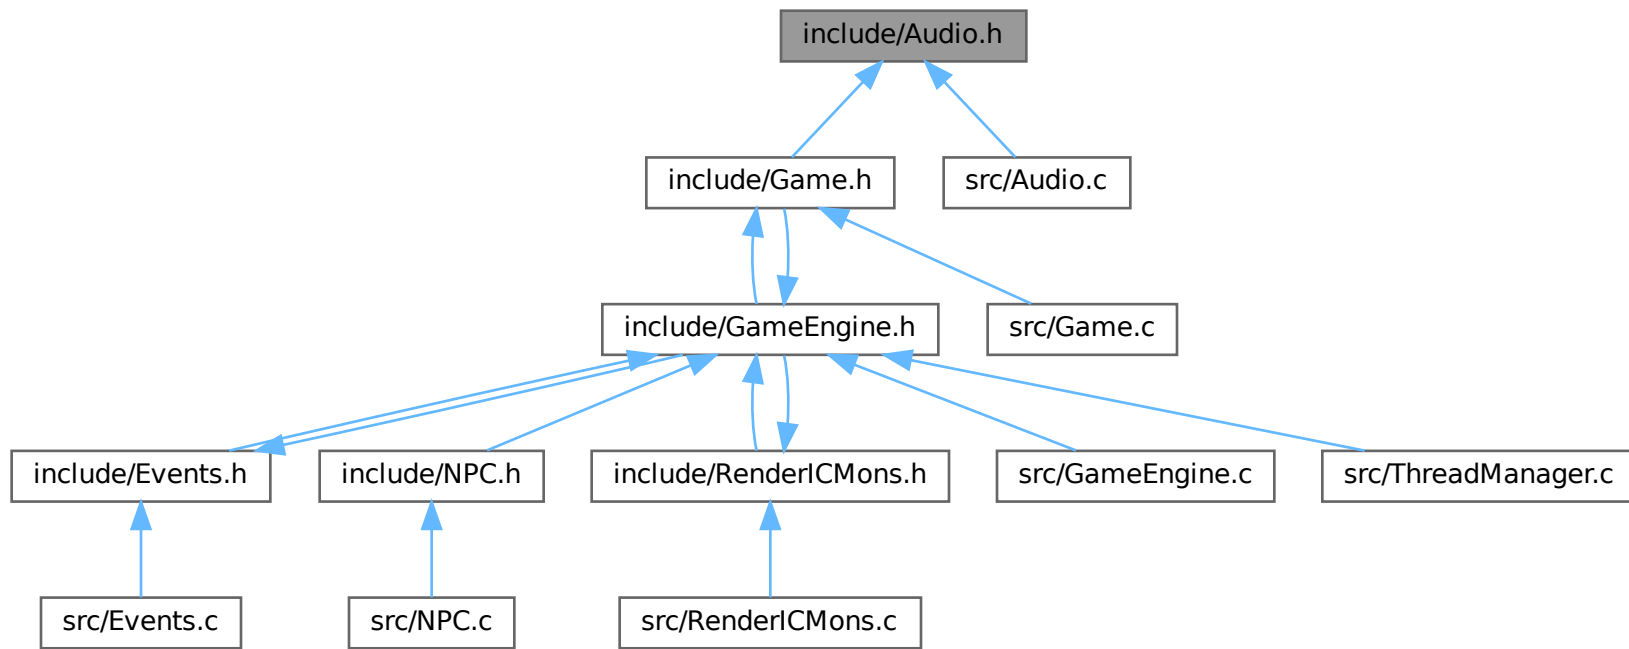 include/Audio.h
include/Game.h
src/Audio.c
include/GameEngine.h
src/Game.c
include/Events.h
include/NPC.h
include/RenderICMons.h
src/GameEngine.c
src/ThreadManager.c
src/Events.c
src/NPC.c
src/RenderICMons.c